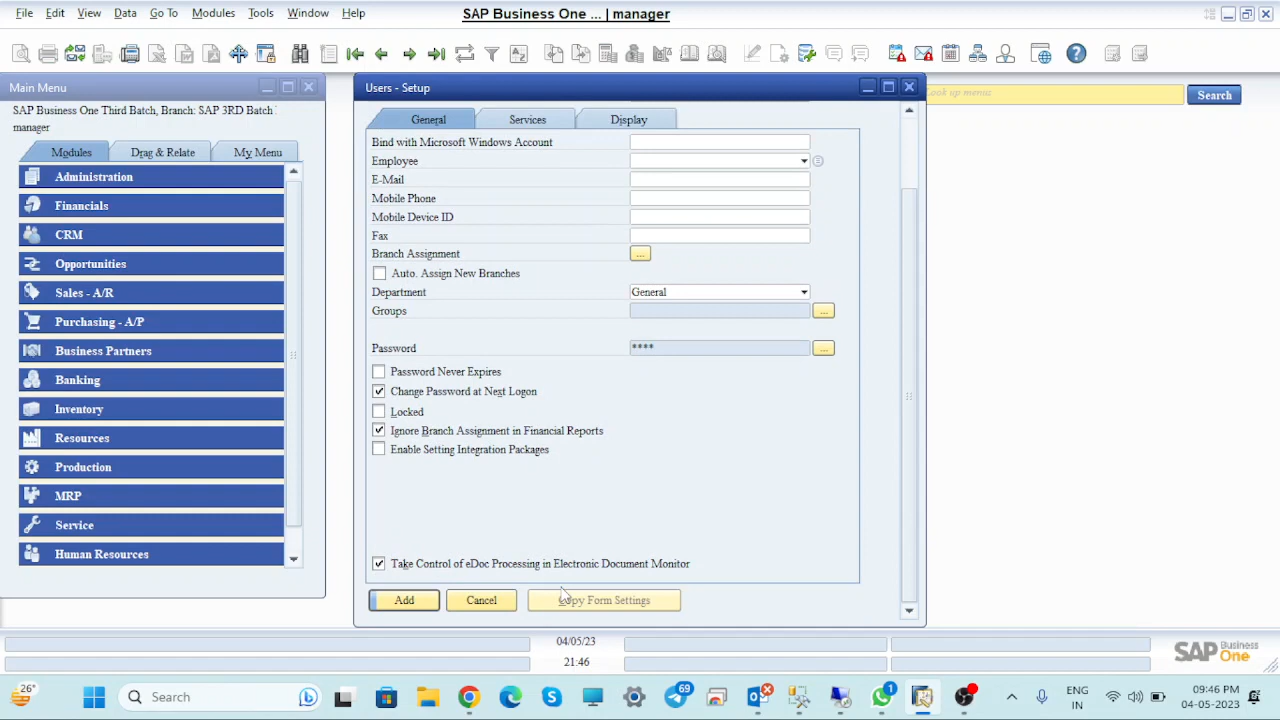 File Edit View Data Go To Modules Tools Window Help
SAP Business One ... | manager
Main Menu
SAP Business One Third Batch, Branch: SAP 3RD Batch
manager
Modules Drag & Relate My Menu
Administration
Financials
CRM
Opportunities
Sales - A/R
Purchasing - A/P
Business Partners
Banking
Inventory
Resources
Production
MRP
Service
Human Resources
Users - Setup
General Services Display
Bind with Microsoft Windows Account
Employee
E-Mail
Mobile Phone
Mobile Device ID
Fax
Branch Assignment ...
Auto. Assign New Branches
Department General
Groups ...
Password **** ...
Password Never Expires
Change Password at Next Logon
Locked
Ignore Branch Assignment in Financial Reports
Enable Setting Integration Packages
Take Control of eDoc Processing in Electronic Document Monitor
Add Cancel Copy Form Settings
Look up menu Search
04/05/23
21:46
SAP Business One
26° Search 69 1 ENG IN 09:46 PM 04-05-2023